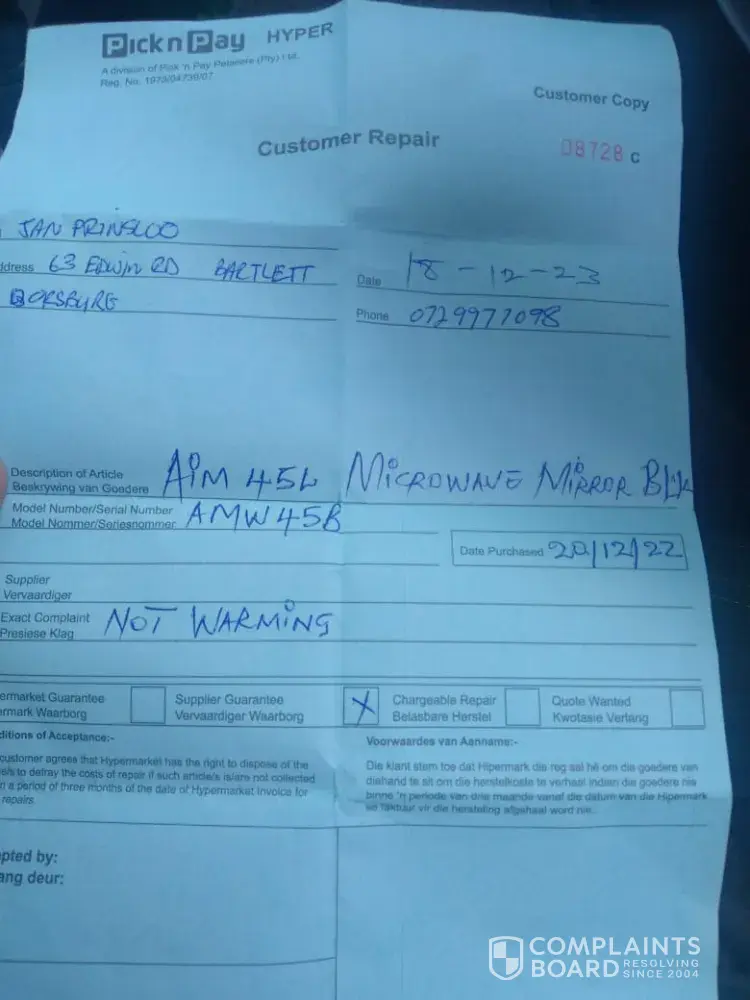 Pick n Pay HYPER
A division of Pick 'n Pay Retailers (Pty) Ltd.
Reg. No. 1973/04739/07
Customer Copy
Customer Repair
08728 C
JAN PRINSLOO
ddress 63 EDWIN RD BARTLETT
Date 18-12-23
BORSBURG
Phone 0729977098
Description of Article
Beskrywing van Goedere
AIM 45L MICROWAVE MIRROR BLK
Model Number/Serial Number
Model Nommer/Seriesnommer
AMW45B
Date Purchased 20/12/22
Supplier
Vervaardiger
Exact Complaint
Presiese Klag
NOT WARMING
ermarket Guarantee
ermark Waarborg
Supplier Guarantee
Vervaardiger Waarborg
X
Chargeable Repair
Belasbare Herstel
Quote Wanted
Kwotasie Verlang
ditions of Acceptance:-
customer agrees that Hypermarket has the right to dispose of the
le/s to defray the costs of repair if such article/s is/are not collected
n a period of three months of the date of Hypermarket Invoice for
repairs.
Voorwaardes van Aanname:-
Die klant stem toe dat Hipermark die reg sal hê om die goedere van
diehand te sit om die herstelkoste te verhaal indien die goedere nie
binne 'n periode van drie maande vanaf die datum van die Hipermark
se faktuur vir die herstelling afgehaal word nie.
pted by:
ang deur:
COMPLAINTS
BOARD RESOLVING
SINCE 2004